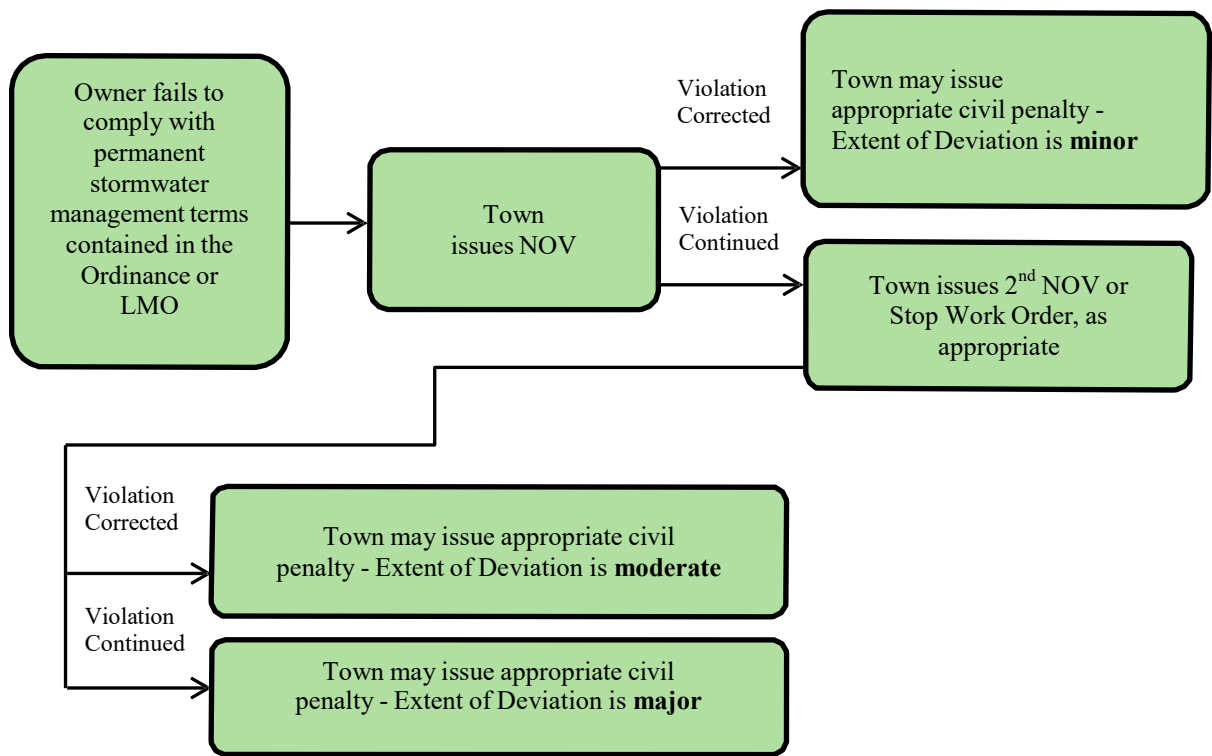 Owner fails to
comply with
permanent
stormwater
management terms
contained in the
Ordinance or
LMO
Town
issues NOV
Violation
Corrected
Town may issue
appropriate civil penalty -
Extent of Deviation is minor
Violation
Continued
Town issues 2nd NOV or
Stop Work Order, as
appropriate
Violation
Corrected
Town may issue appropriate civil
penalty - Extent of Deviation is moderate
Violation
Continued
Town may issue appropriate civil
penalty - Extent of Deviation is major